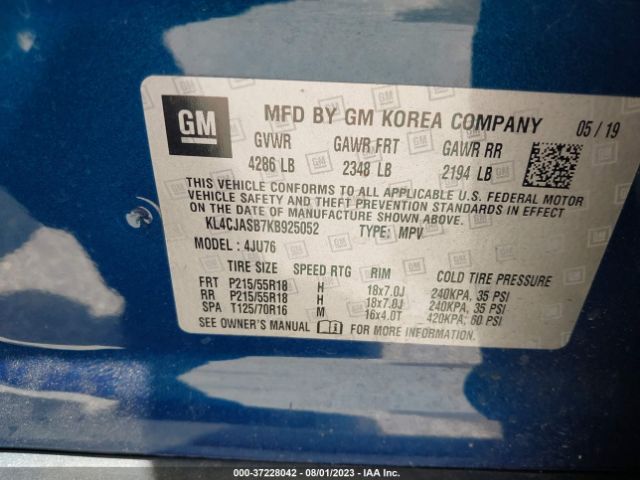 GM
MFD BY GM KOREA COMPANY 05 / 19
GVWR GAWR FRT GAWR RR
4286 LB 2348 LB 2194 LB
THIS VEHICLE CONFORMS TO ALL APPLICABLE U.S. FEDERAL MOTOR
VEHICLE SAFETY AND THEFT PREVENTION STANDARDS IN EFFECT
ON THE DATE OF MANUFACTURE SHOWN ABOVE.
KL4CJASB7KB925052 TYPE: MPV
MODEL : 4JU76
TIRE SIZE SPEED RTG RIM COLD TIRE PRESSURE
FRT P215/55R18 H 18x7.0J 240KPA, 35 PSI
RR P215/55R18 H 18x7.0J 240KPA, 35 PSI
SPA T125/70R16 M 16x4.0T 420KPA, 60 PSI
SEE OWNER'S MANUAL FOR MORE INFORMATION.
000-37228042 - 08/01/2023 - IAA Inc.